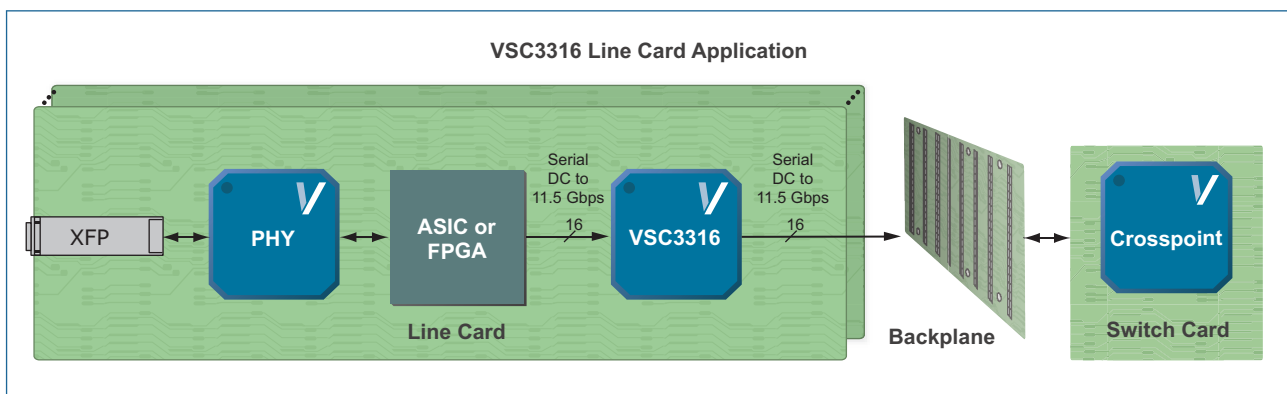 VSC3316 Line Card Application
XFP
PHY
ASIC or
FPGA
Serial
DC to
11.5 Gbps
16
VSC3316
Serial
DC to
11.5 Gbps
16
Crosspoint
Line Card
Backplane
Switch Card